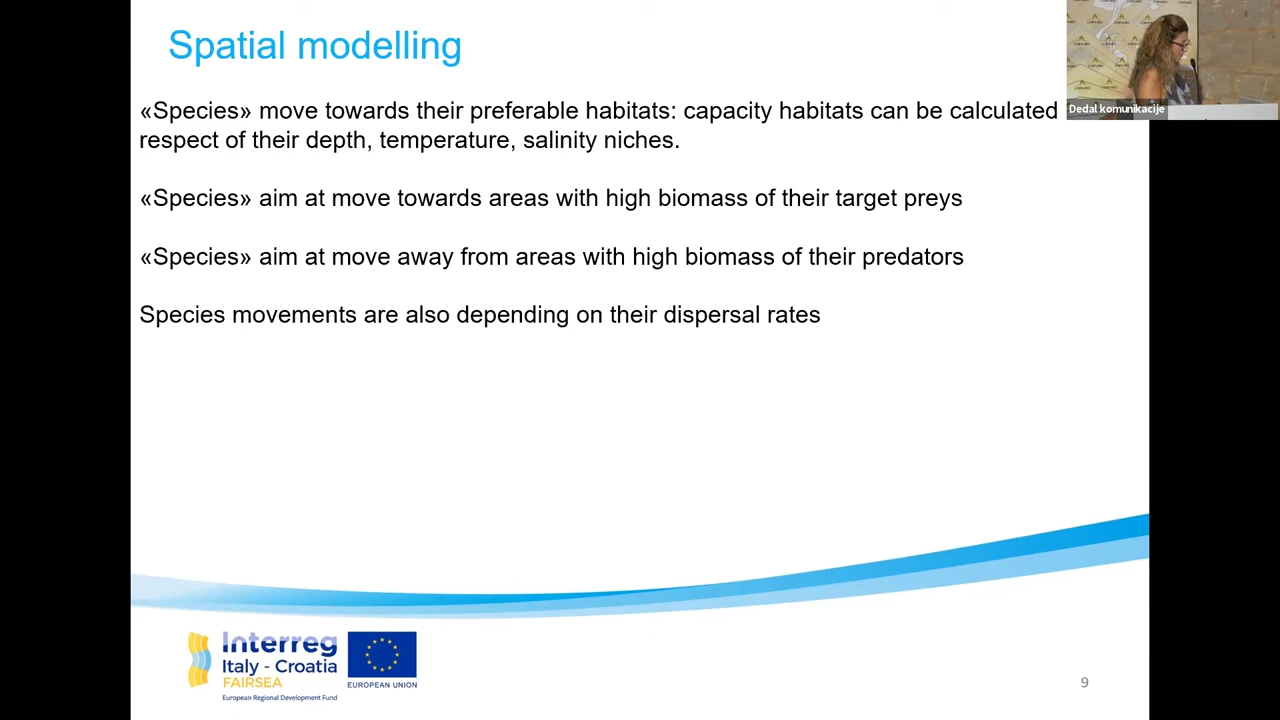 Spatial modelling
«Species» move towards their preferable habitats: capacity habitats can be calculated
respect of their depth, temperature, salinity niches.
«Species» aim at move towards areas with high biomass of their target preys
«Species» aim at move away from areas with high biomass of their predators
Species movements are also depending on their dispersal rates
Dedal komunikacije
Interreg
Italy - Croatia
FAIRSEA
European Regional Development Fund
EUROPEAN UNION
9